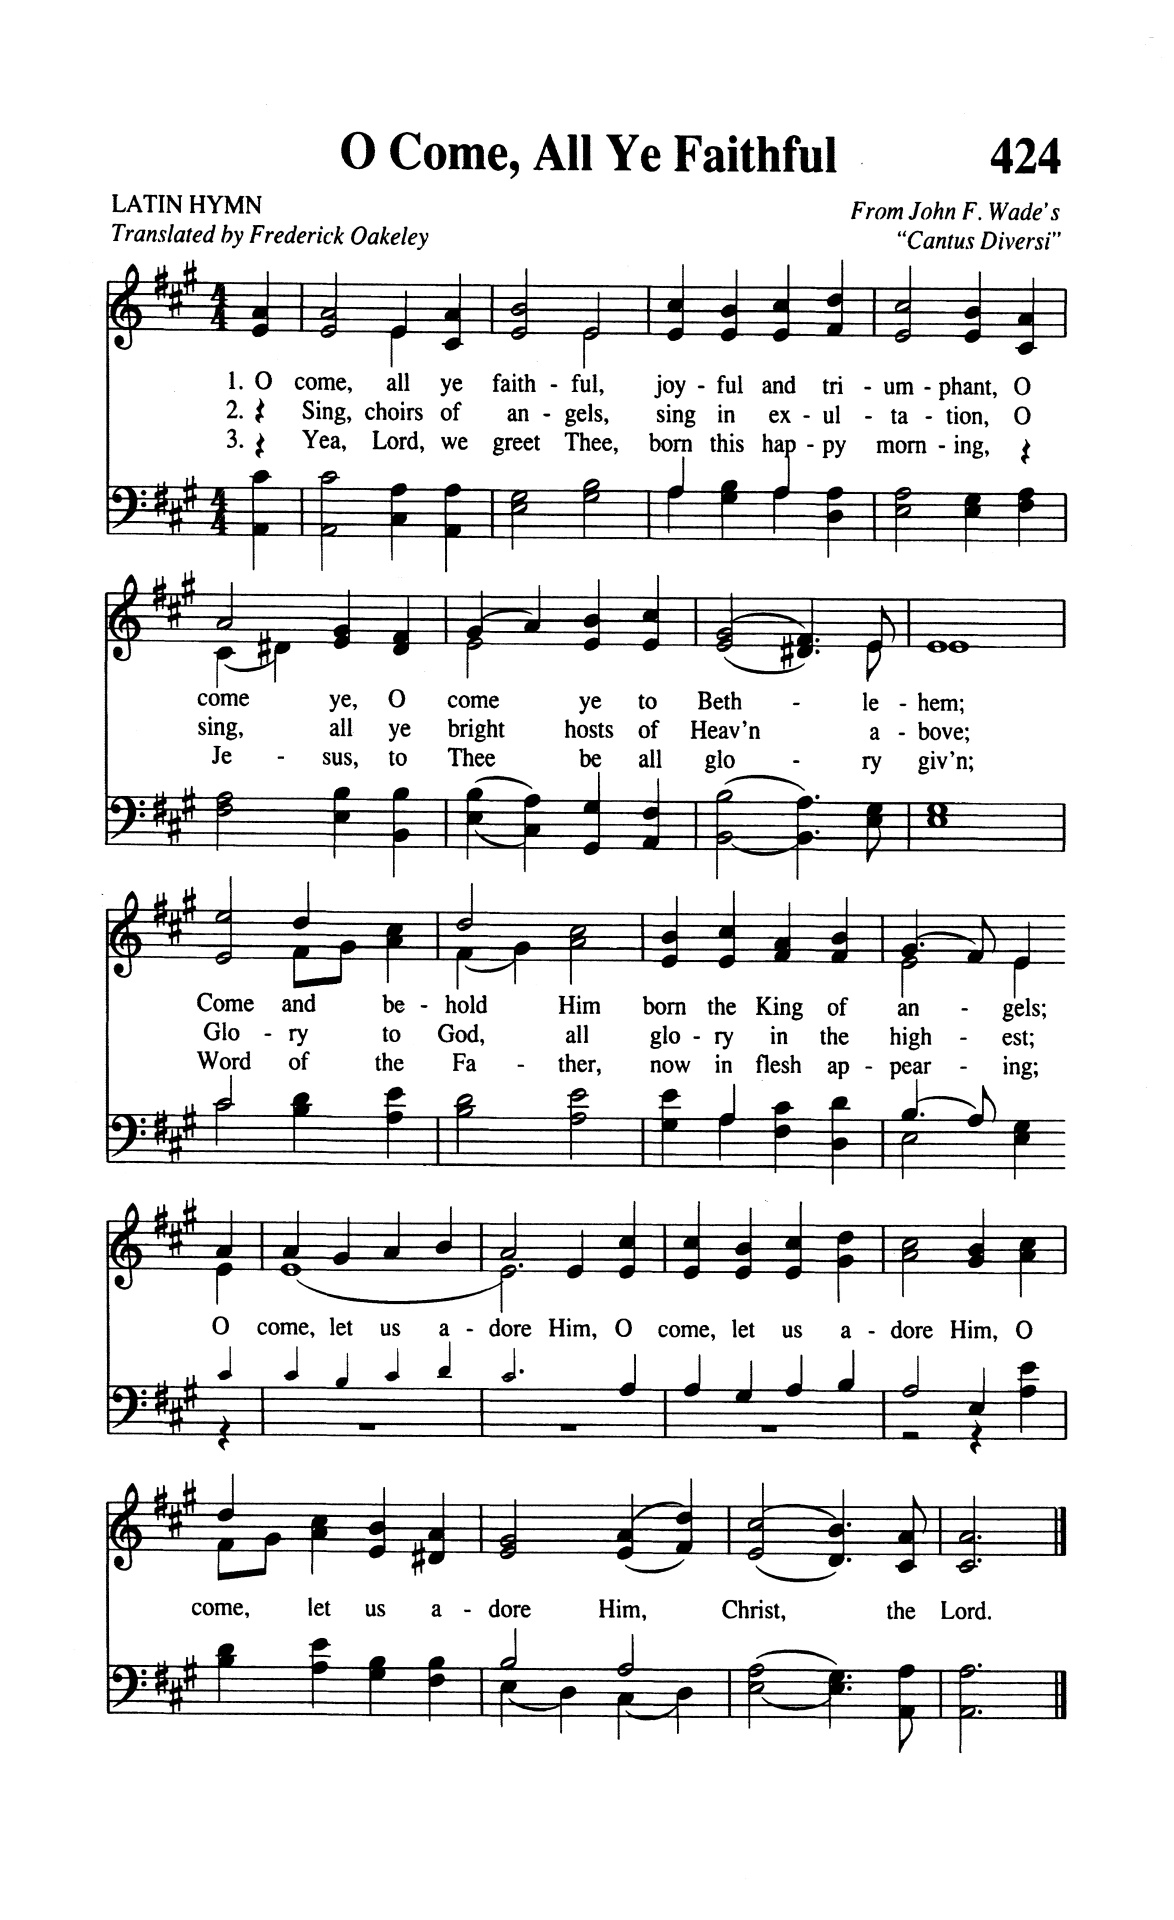 O Come, All Ye Faithful 424
LATIN HYMN
Translated by Frederick Oakeley
From John F. Wade's
"Cantus Diversi"
1. O come, all ye faith - ful, joy - ful and tri - um - phant, O
2. Sing, choirs of an - gels, sing in ex - ul - ta - tion, O
3. Yea, Lord, we greet Thee, born this hap - py morn - ing,
come ye, O come ye to Beth - le - hem;
sing, all ye bright hosts of Heav'n a - bove;
Je - sus, to Thee be all glo - ry giv'n;
Come and be - hold Him born the King of an - gels;
Glo - ry to God, all glo - ry in the high - est;
Word of the Fa - ther, now in flesh ap - pear - ing;
O come, let us a - dore Him, O come, let us a - dore Him, O
come, let us a - dore Him, Christ, the Lord.